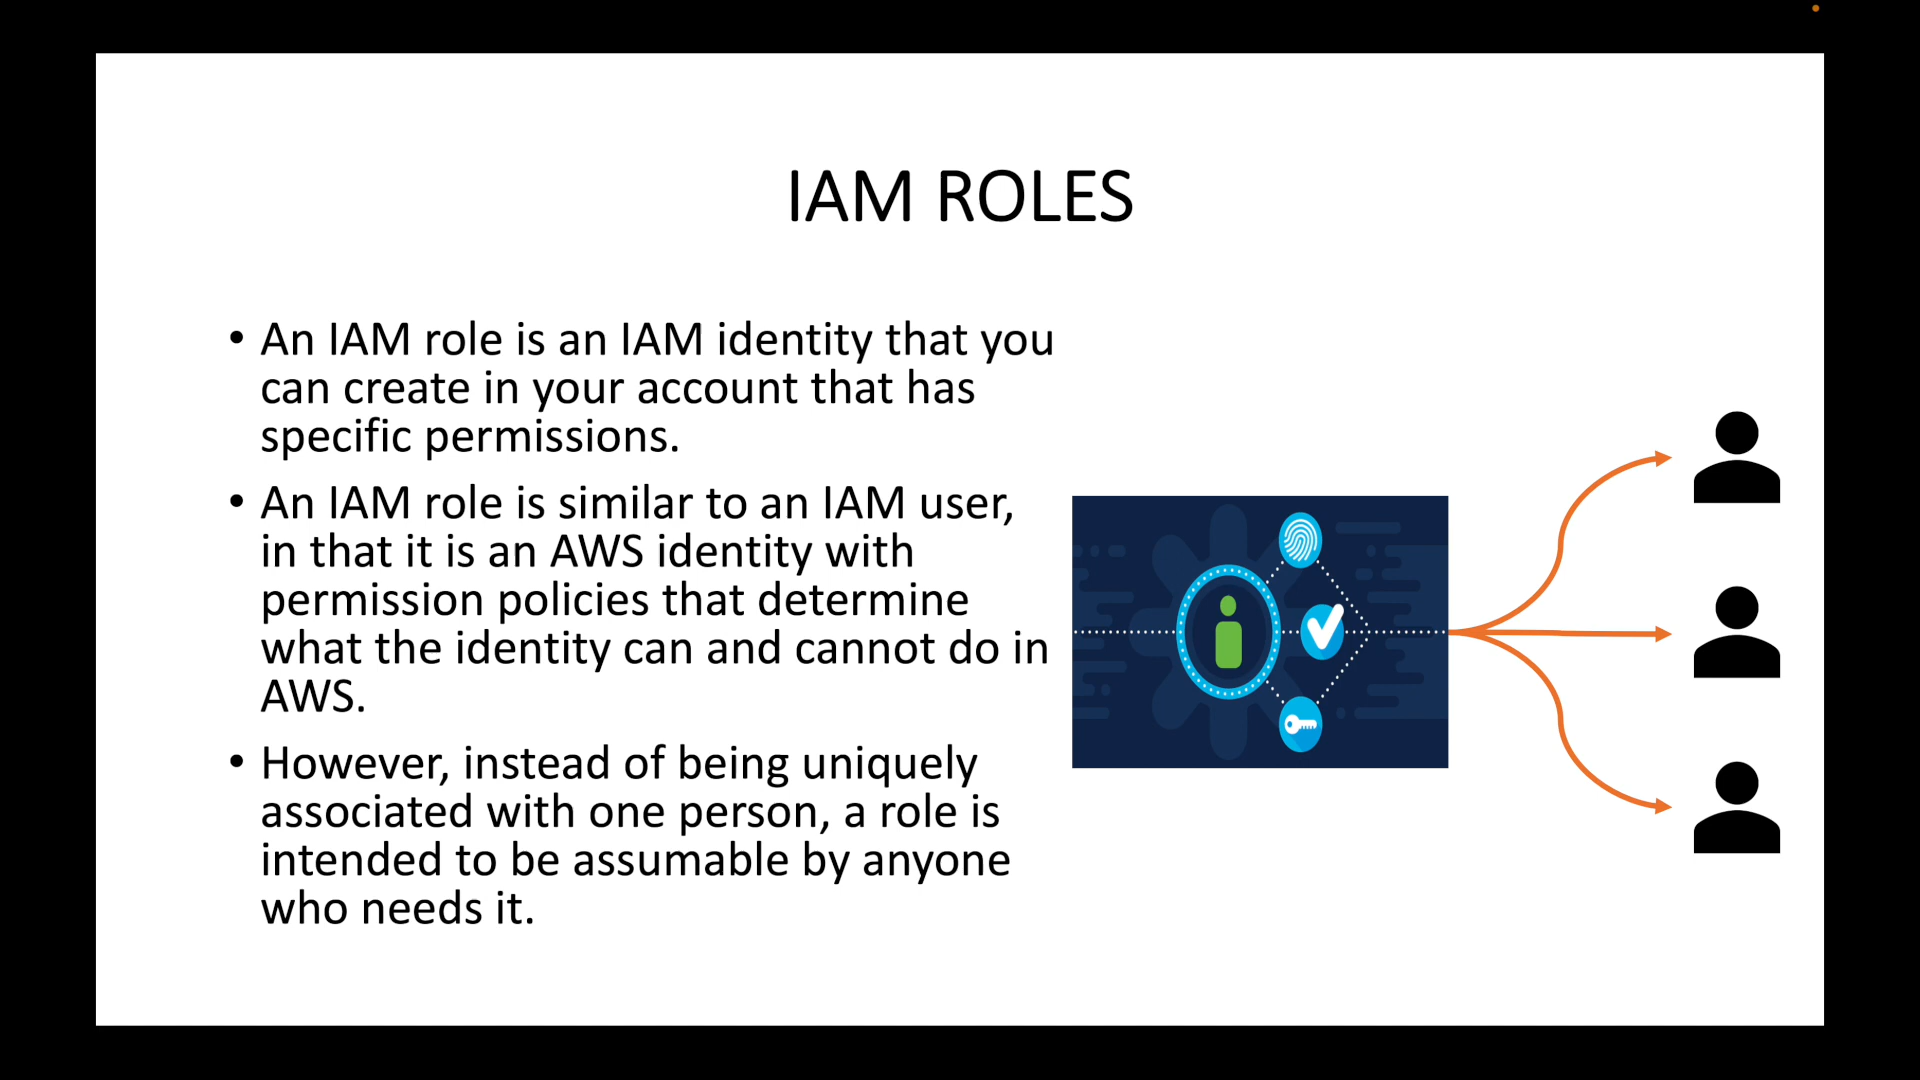 IAM ROLES
• An IAM role is an IAM identity that you
can create in your account that has
specific permissions.
• An IAM role is similar to an IAM user,
in that it is an AWS identity with
permission policies that determine
what the identity can and cannot do in
AWS.
• However, instead of being uniquely
associated with one person, a role is
intended to be assumable by anyone
who needs it.